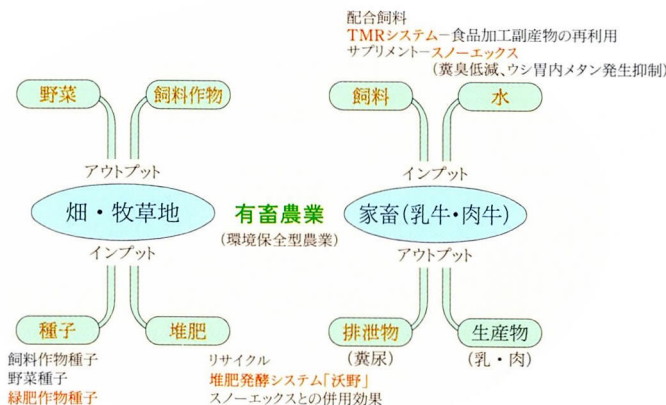 配合飼料
TMRシステム－食品加工副産物の再利用
サプリメント－スノーエックス
(糞臭低減、ウシ胃内メタン発生抑制)
野菜
飼料作物
飼料
水
アウトプット
インプット
畑・牧草地
有畜農業
家畜(乳牛・肉牛)
(環境保全型農業)
インプット
アウトプット
種子
堆肥
排泄物
生産物
(糞尿)
(乳・肉)
飼料作物種子
野菜種子
緑肥作物種子
リサイクル
堆肥発酵システム「沃野」
スノーエックスとの併用効果